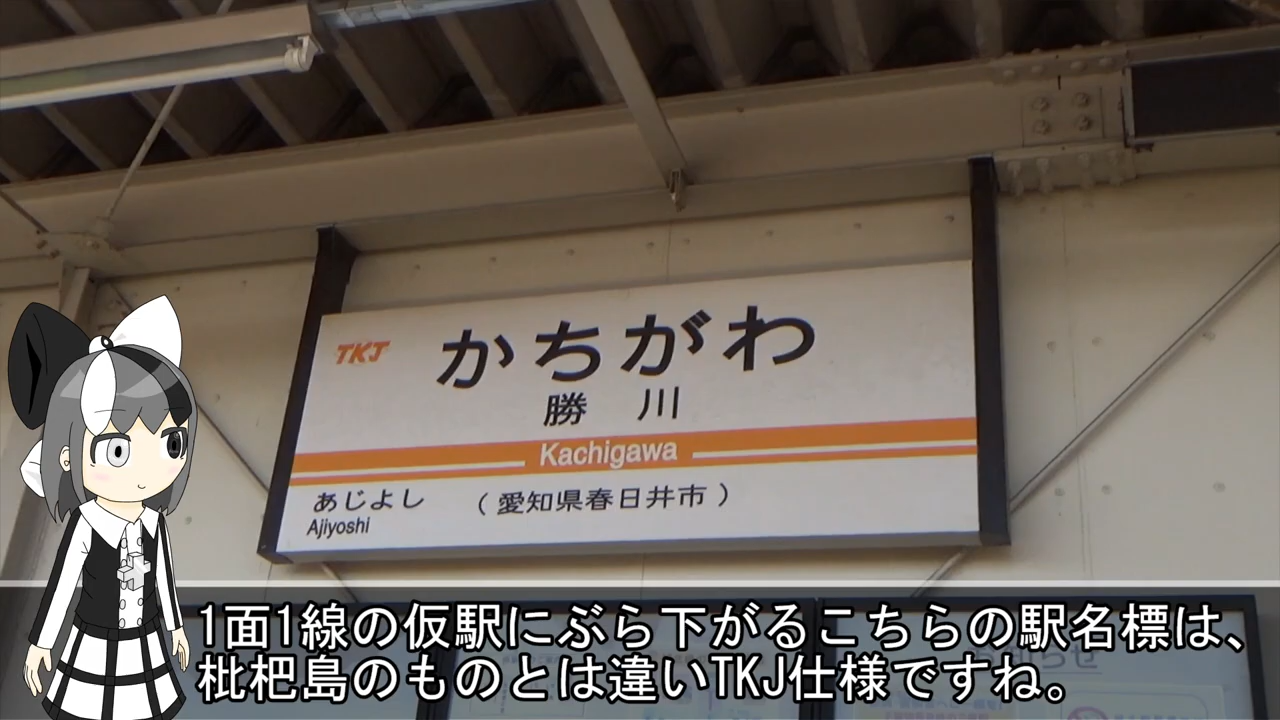 TKJ
かちがわ
勝川
Kachigawa
あじよし
Ajiyoshi
（愛知県春日井市）
1面1線の仮駅にぶら下がるこちらの駅名標は、
枇杷島のものとは違いTKJ仕様ですね。